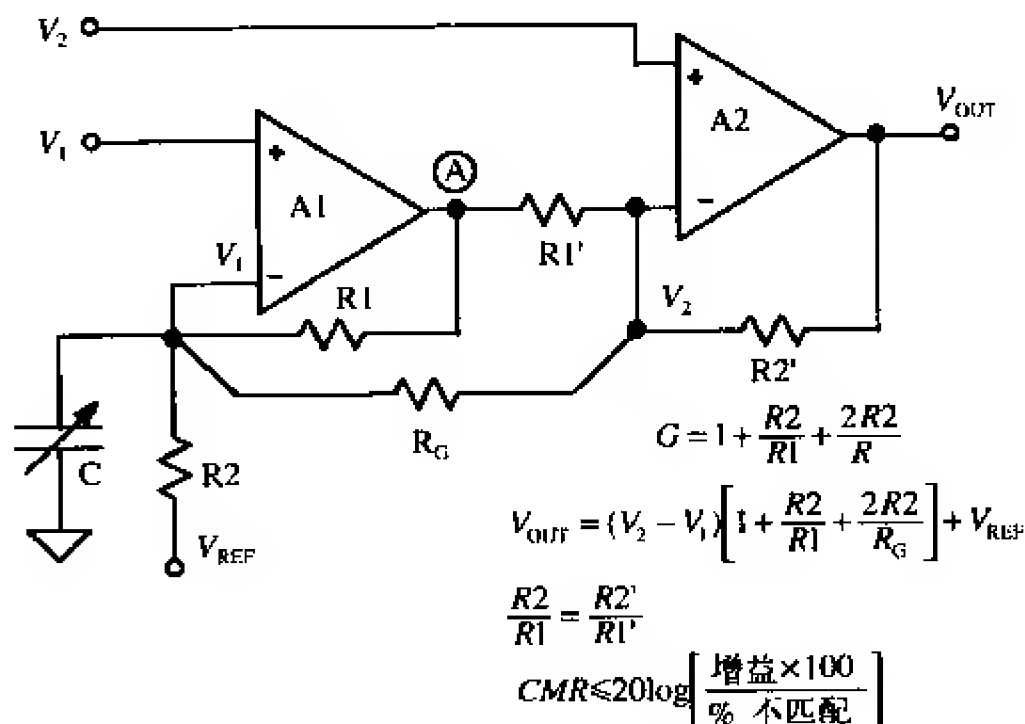 V₂
V₁
+
A1
−
V₁
R1
R_G
C
R2
V_REF
Ⓐ
R1'
+
A2
−
V₂
R2'
V_OUT
G = 1 + R2/R1 + 2R2/R
V_OUT = (V₂ − V₁)[1 + R2/R1 + 2R2/R_G] + V_REF
R2/R1 = R2'/R1'
CMR≤20log[增益×100/% 不匹配]